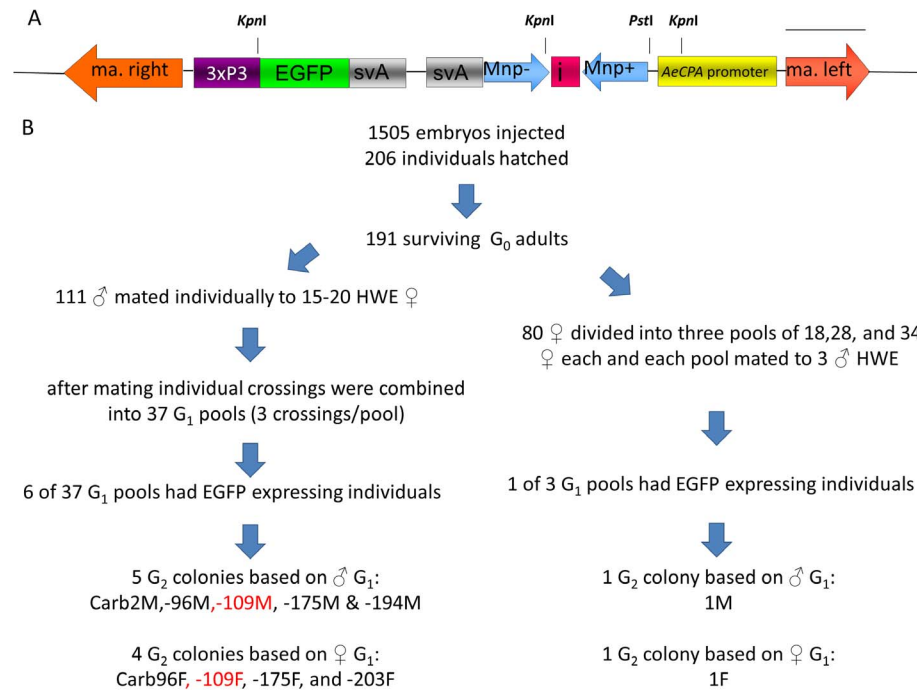 A
KpnI KpnI PstI KpnI
ma. right 3xP3 EGFP svA svA Mnp- i Mnp+ AeCPA promoter ma. left
B
1505 embryos injected
206 individuals hatched
191 surviving G₀ adults
111 ♂ mated individually to 15-20 HWE ♀
80 ♀ divided into three pools of 18,28, and 34
♀ each and each pool mated to 3 ♂ HWE
after mating individual crossings were combined
into 37 G₁ pools (3 crossings/pool)
6 of 37 G₁ pools had EGFP expressing individuals
1 of 3 G₁ pools had EGFP expressing individuals
5 G₂ colonies based on ♂ G₁:
Carb2M,-96M,-109M, -175M & -194M
1 G₂ colony based on ♂ G₁:
1M
4 G₂ colonies based on ♀ G₁:
Carb96F, -109F, -175F, and -203F
1 G₂ colony based on ♀ G₁:
1F